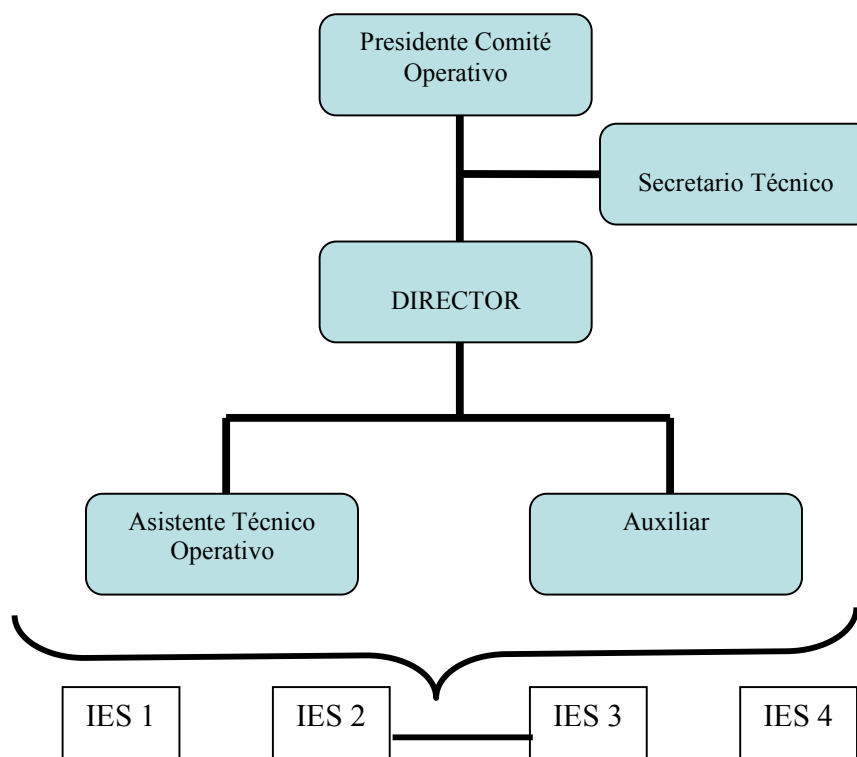 Presidente Comité
Operativo
Secretario Técnico
DIRECTOR
Asistente Técnico
Operativo
Auxiliar
IES 1
IES 2
IES 3
IES 4